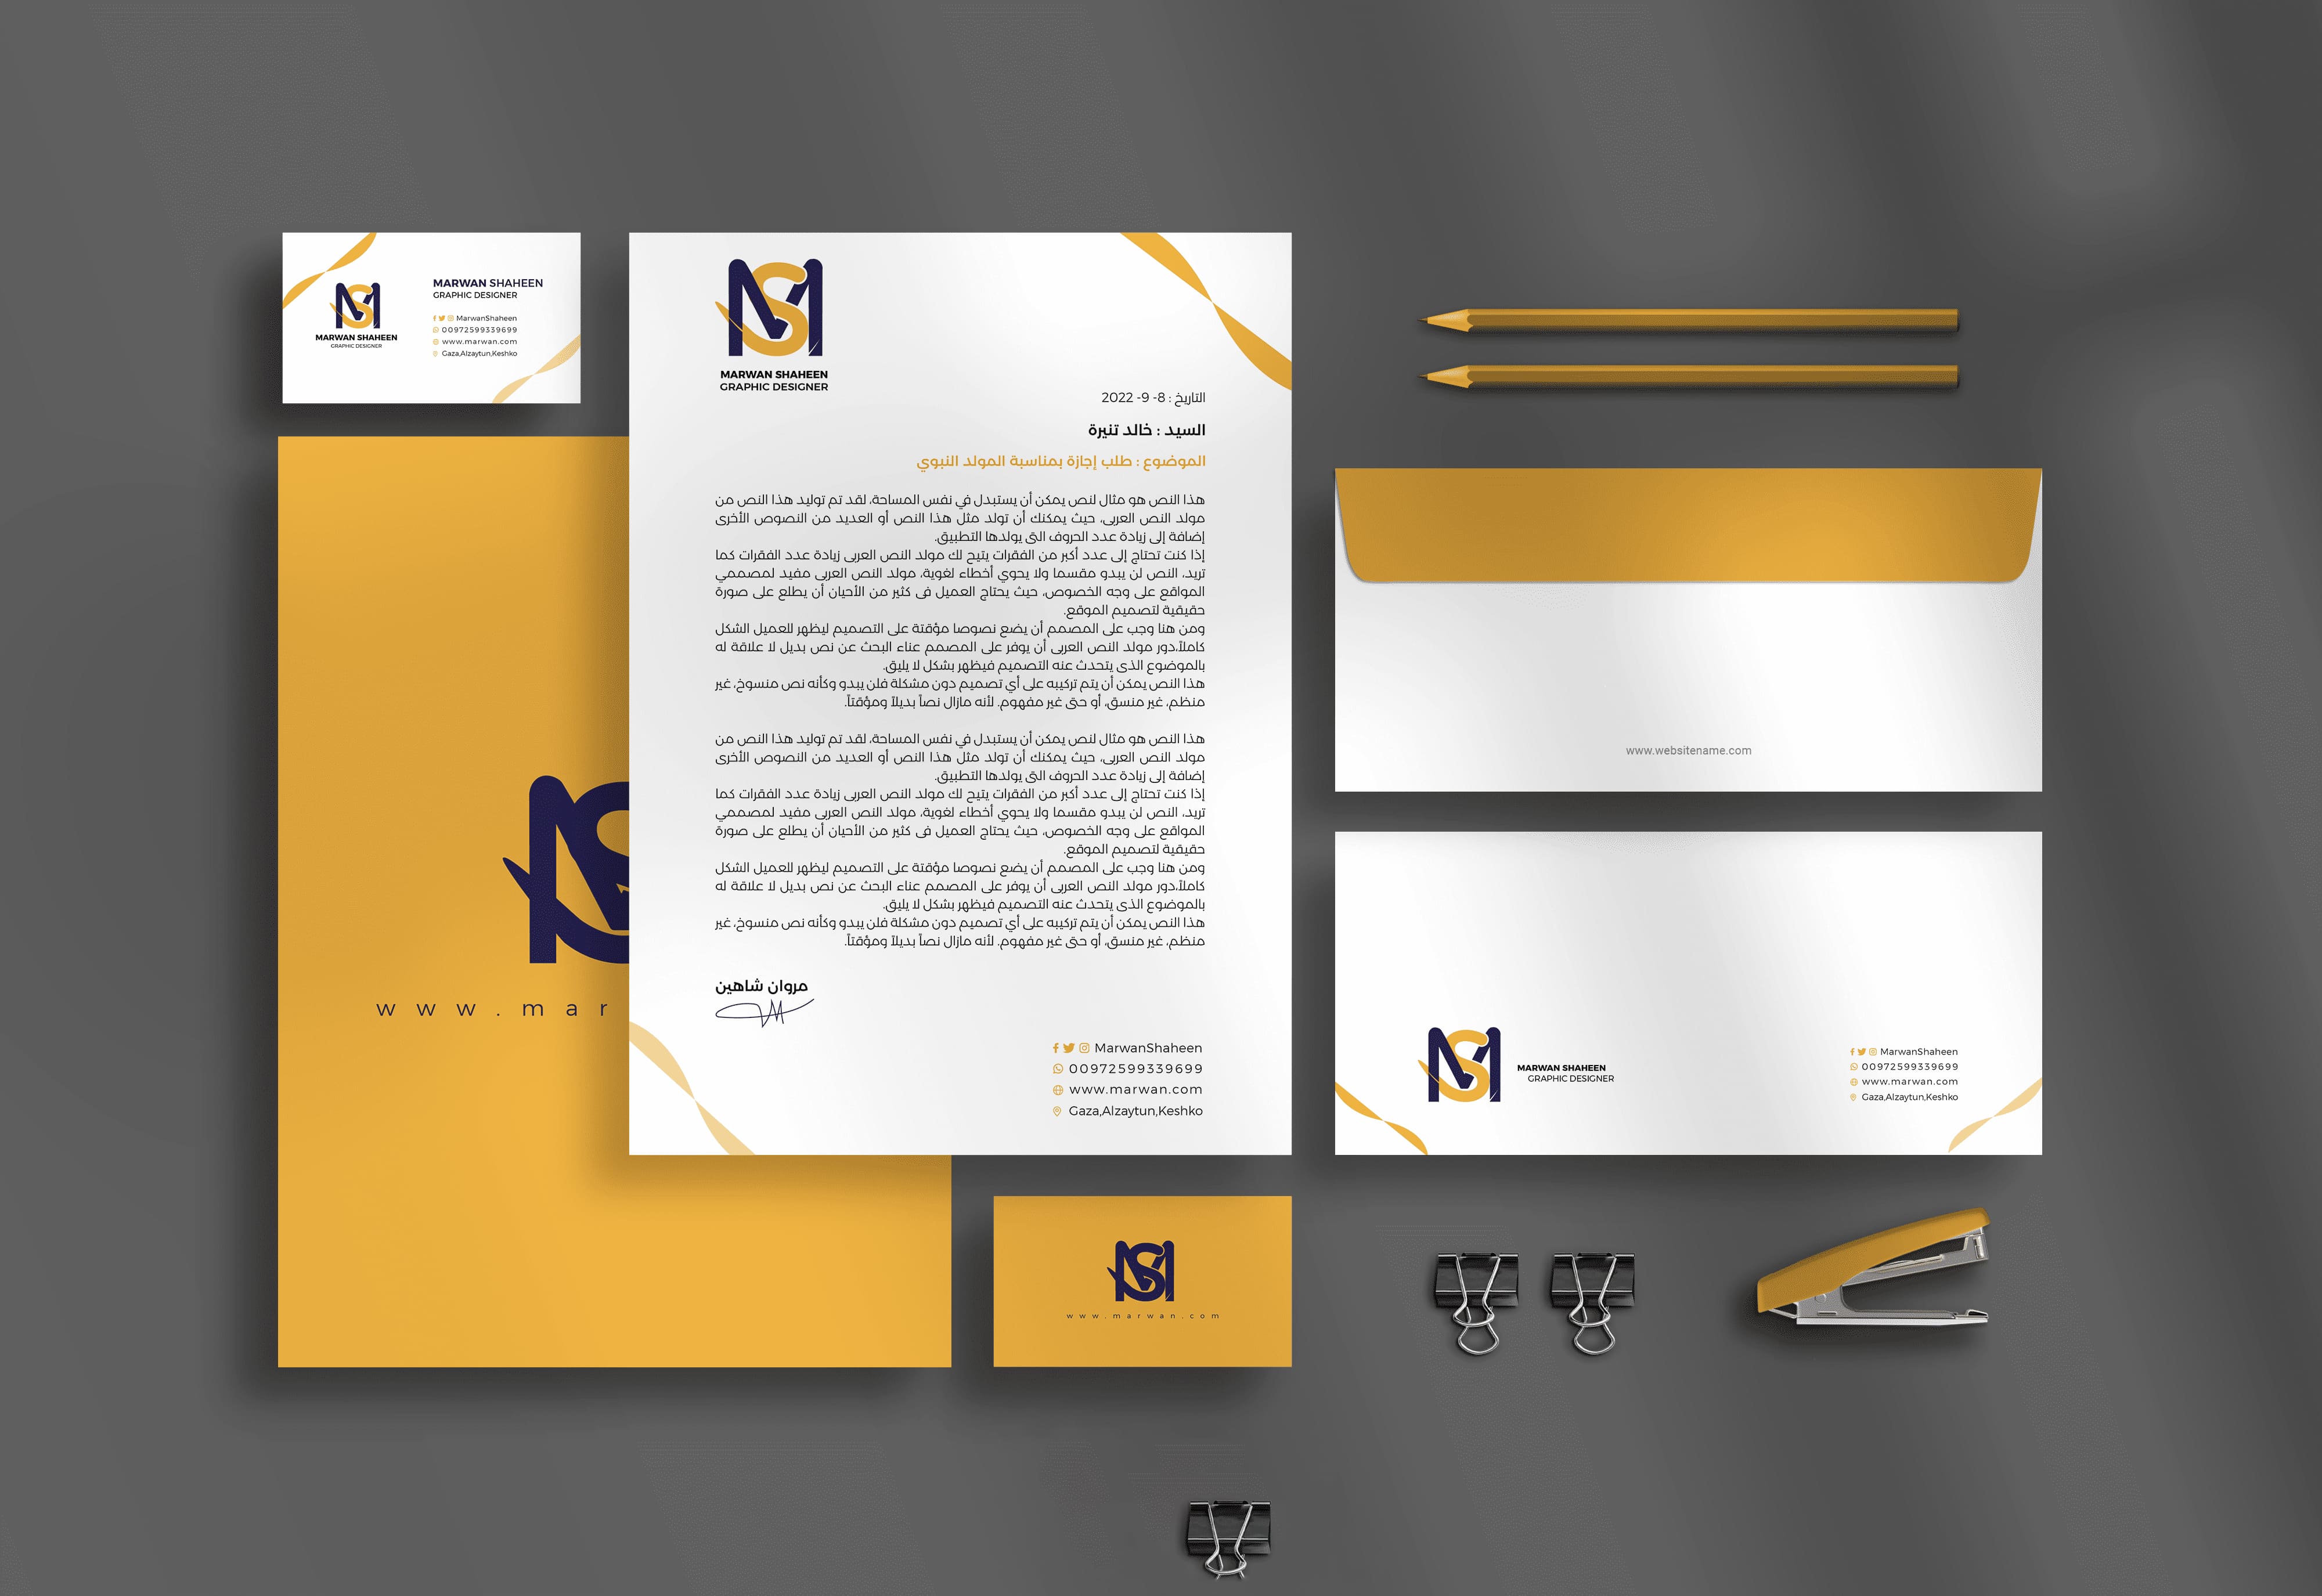 MARWAN SHAHEEN
GRAPHIC DESIGNER
MarwanShaheen
00972599339699
www.marwan.com
Gaza,Alzaytun,Keshko
MS
MARWAN SHAHEEN
GRAPHIC DESIGNER
MS
MARWAN SHAHEEN
GRAPHIC DESIGNER
التاريخ : 8- 9- 2022
السيد : خالد تنيرة
الموضوع : طلب إجازة بمناسبة المولد النبوي
هذا النص هو مثال لنص يمكن أن يستبدل في نفس المساحة، لقد تم توليد هذا النص من
مولد النص العربى، حيث يمكنك أن تولد مثل هذا النص أو العديد من النصوص الأخرى
إضافة إلى زيادة عدد الحروف التى يولدها التطبيق.
إذا كنت تحتاج إلى عدد أكبر من الفقرات يتيح لك مولد النص العربى زيادة عدد الفقرات كما
تريد، النص لن يبدو مقسما ولا يحوي أخطاء لغوية، مولد النص العربى مفيد لمصممي
المواقع على وجه الخصوص، حيث يحتاج العميل فى كثير من الأحيان أن يطلع على صورة
حقيقية لتصميم الموقع.
ومن هنا وجب على المصمم أن يضع نصوصا مؤقتة على التصميم ليظهر للعميل الشكل
كاملاً،دور مولد النص العربى أن يوفر على المصمم عناء البحث عن نص بديل لا علاقة له
بالموضوع الذى يتحدث عنه التصميم فيظهر بشكل لا يليق.
هذا النص يمكن أن يتم تركيبه على أي تصميم دون مشكلة فلن يبدو وكأنه نص منسوخ، غير
منظم، غير منسق، أو حتى غير مفهوم. لأنه مازال نصاً بديلاً ومؤقتاً.
هذا النص هو مثال لنص يمكن أن يستبدل في نفس المساحة، لقد تم توليد هذا النص من
مولد النص العربى، حيث يمكنك أن تولد مثل هذا النص أو العديد من النصوص الأخرى
إضافة إلى زيادة عدد الحروف التى يولدها التطبيق.
إذا كنت تحتاج إلى عدد أكبر من الفقرات يتيح لك مولد النص العربى زيادة عدد الفقرات كما
تريد، النص لن يبدو مقسما ولا يحوي أخطاء لغوية، مولد النص العربى مفيد لمصممي
المواقع على وجه الخصوص، حيث يحتاج العميل فى كثير من الأحيان أن يطلع على صورة
حقيقية لتصميم الموقع.
ومن هنا وجب على المصمم أن يضع نصوصا مؤقتة على التصميم ليظهر للعميل الشكل
كاملاً،دور مولد النص العربى أن يوفر على المصمم عناء البحث عن نص بديل لا علاقة له
بالموضوع الذى يتحدث عنه التصميم فيظهر بشكل لا يليق.
هذا النص يمكن أن يتم تركيبه على أي تصميم دون مشكلة فلن يبدو وكأنه نص منسوخ، غير
منظم، غير منسق، أو حتى غير مفهوم. لأنه مازال نصاً بديلاً ومؤقتاً.
مروان شاهين
MarwanShaheen
00972599339699
www.marwan.com
Gaza,Alzaytun,Keshko
MS
www.mar
MS
www.marwan.com
www.websitename.com
MS
MARWAN SHAHEEN
GRAPHIC DESIGNER
MarwanShaheen
00972599339699
www.marwan.com
Gaza,Alzaytun,Keshko